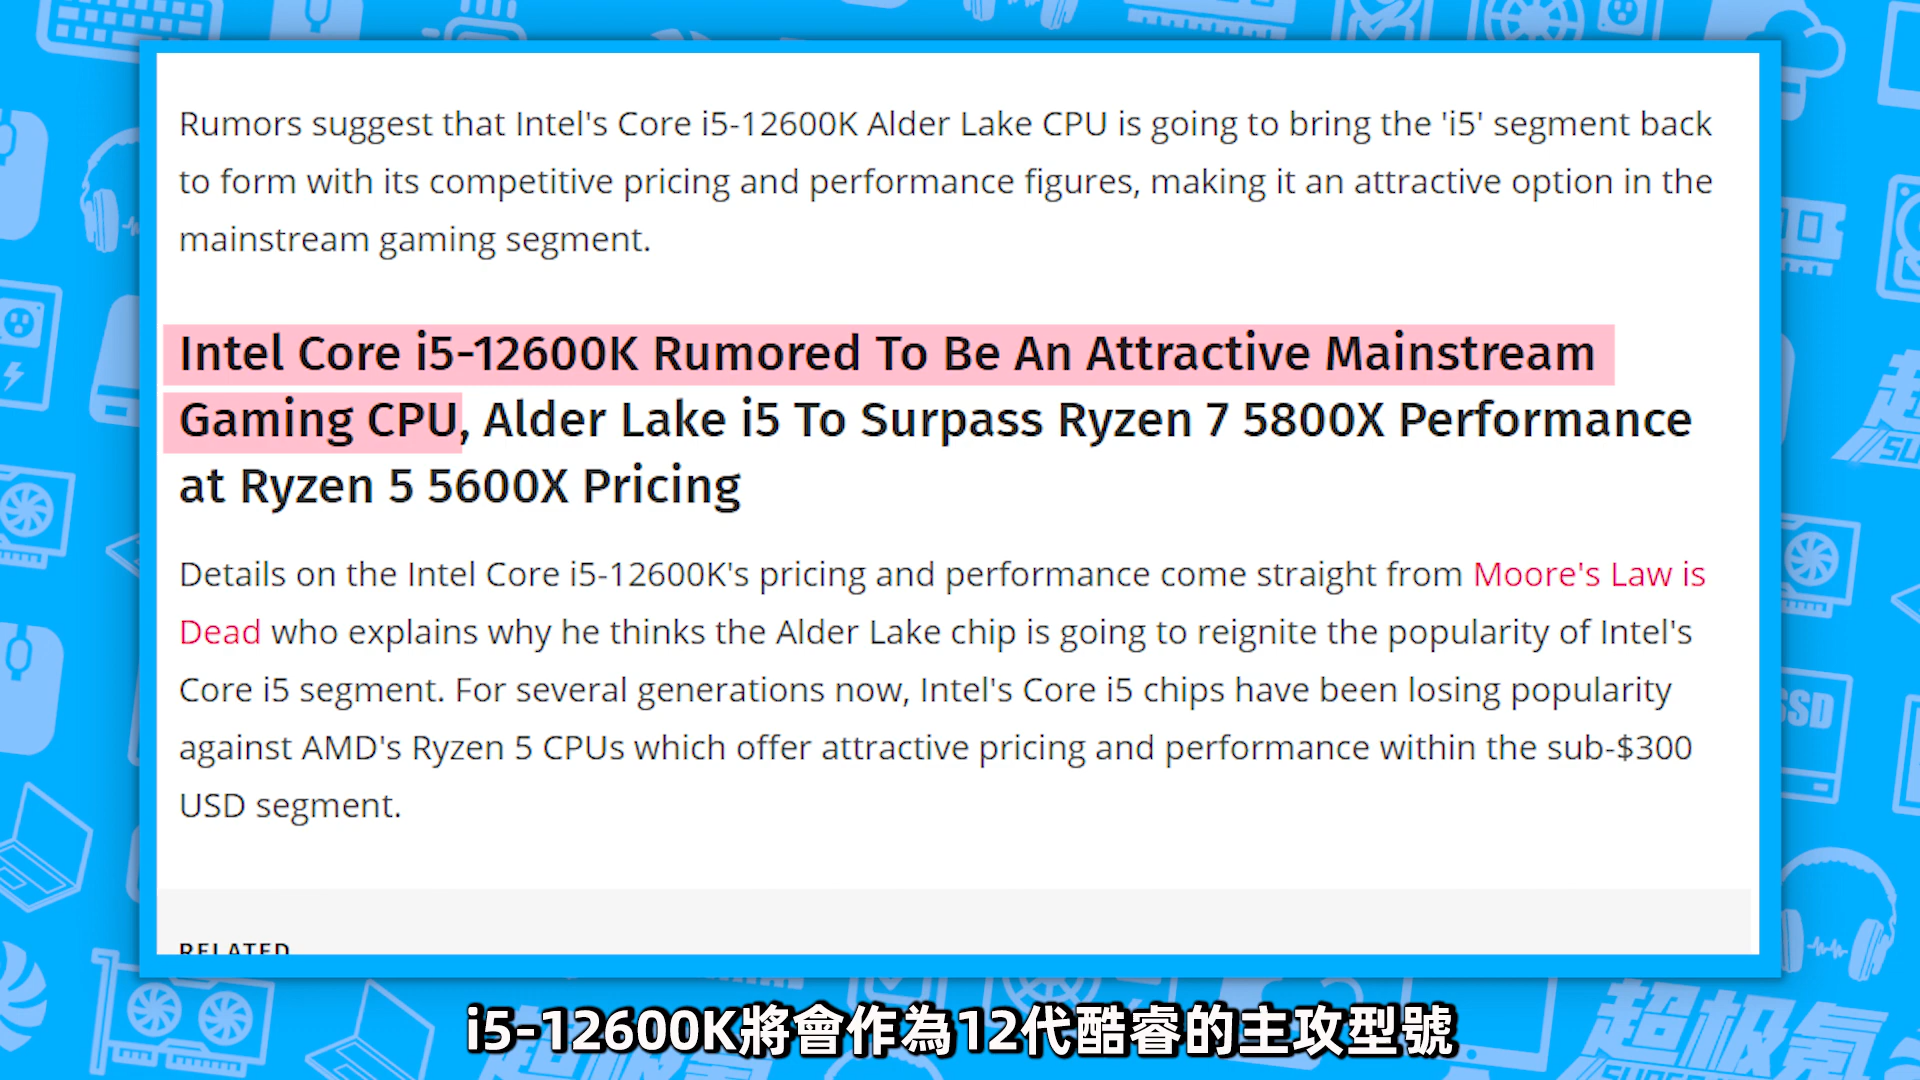 Rumors suggest that Intel's Core i5-12600K Alder Lake CPU is going to bring the 'i5' segment back
to form with its competitive pricing and performance figures, making it an attractive option in the
mainstream gaming segment.
Intel Core i5-12600K Rumored To Be An Attractive Mainstream
Gaming CPU, Alder Lake i5 To Surpass Ryzen 7 5800X Performance
at Ryzen 5 5600X Pricing
Details on the Intel Core i5-12600K's pricing and performance come straight from Moore's Law is
Dead who explains why he thinks the Alder Lake chip is going to reignite the popularity of Intel's
Core i5 segment. For several generations now, Intel's Core i5 chips have been losing popularity
against AMD's Ryzen 5 CPUs which offer attractive pricing and performance within the sub-$300
USD segment.
SSD
RELATED
超极氪
i5-12600K將會作為12代酷睿的主攻型號